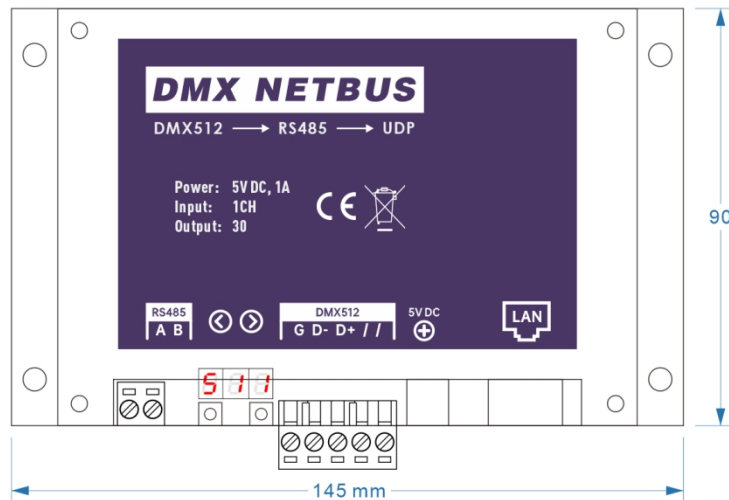 DMX NETBUS
DMX512 → RS485 → UDP
Power: 5V DC, 1A
Input: 1CH
Output: 30
CE
RS485
A B
DMX512
G D- D+ / /
5V DC
LAN
511
90
145 mm